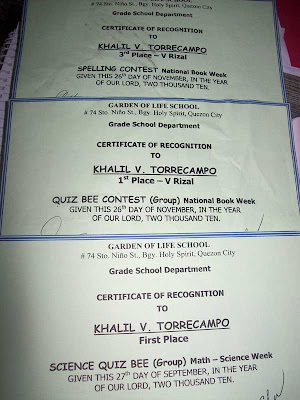 # 74 Sto. Niño St., Bgy. Holy Spirit, Quezon City
Grade School Department
CERTIFICATE OF RECOGNITION
TO
KHALIL V. TORRECAMPO
3rd Place – V Rizal
SPELLING CONTEST National Book Week
GIVEN THIS 26th DAY OF NOVEMBER, IN THE YEAR
OF OUR LORD, TWO THOUSAND TEN.
GARDEN OF LIFE SCHOOL
# 74 Sto. Niño St., Bgy. Holy Spirit, Quezon City
Grade School Department
CERTIFICATE OF RECOGNITION
TO
KHALIL V. TORRECAMPO
1st Place – V Rizal
QUIZ BEE CONTEST (Group) National Book Week
GIVEN THIS 26th DAY OF NOVEMBER, IN THE YEAR
OF OUR LORD, TWO THOUSAND TEN.
GARDEN OF LIFE SCHOOL
# 74 Sto. Niño St., Bgy. Holy Spirit, Quezon City
Grade School Department
CERTIFICATE OF RECOGNITION
TO
KHALIL V. TORRECAMPO
First Place
SCIENCE QUIZ BEE (Group) Math – Science Week
GIVEN THIS 27th DAY OF SEPTEMBER, IN THE YEAR
OF OUR LORD, TWO THOUSAND TEN.